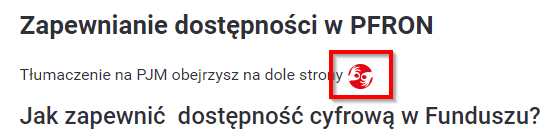 Zapewnianie dostępności w PFRON
Tłumaczenie na PJM obejrzysz na dole strony
Jak zapewnić  dostępność cyfrową w Funduszu?